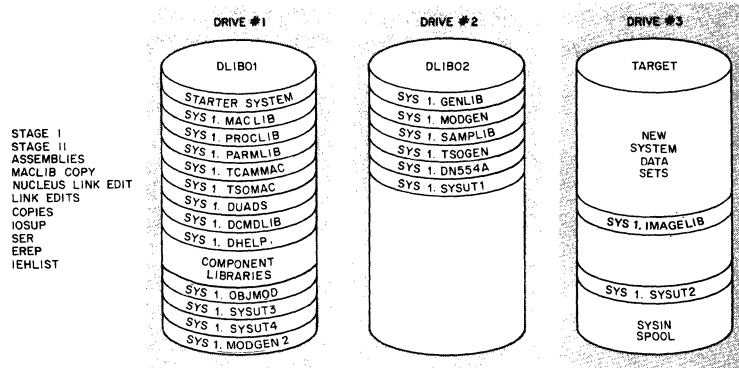 DRIVE #1
DRIVE #2
DRIVE #3
STAGE I
STAGE II
ASSEMBLIES
MACLIB COPY
NUCLEUS LINK EDIT
LINK EDITS
COPIES
IOSUP
SER
EREP
IEHLIST
DLIB01
STARTER SYSTEM
SYS 1. MACLIB
SYS 1. PROCLIB
SYS 1. PARMLIB
SYS 1. TCAMMAC
SYS 1. TSOMAC
SYS 1. DUADS
SYS 1. DCMDLIB
SYS 1. DHELP.
COMPONENT
LIBRARIES
SYS 1. OBJMOD
SYS 1. SYSUT3
SYS 1. SYSUT4
SYS 1. MODGEN2
DLIB02
SYS 1. GENLIB
SYS 1. MODGEN
SYS 1. SAMPLIB
SYS 1. TSOGEN
SYS 1. DN554A
SYS 1. SYSUT1
TARGET
NEW
SYSTEM
DATA
SETS
SYS 1. IMAGELIB
SYS 1. SYSUT2
SYSIN
SPOOL